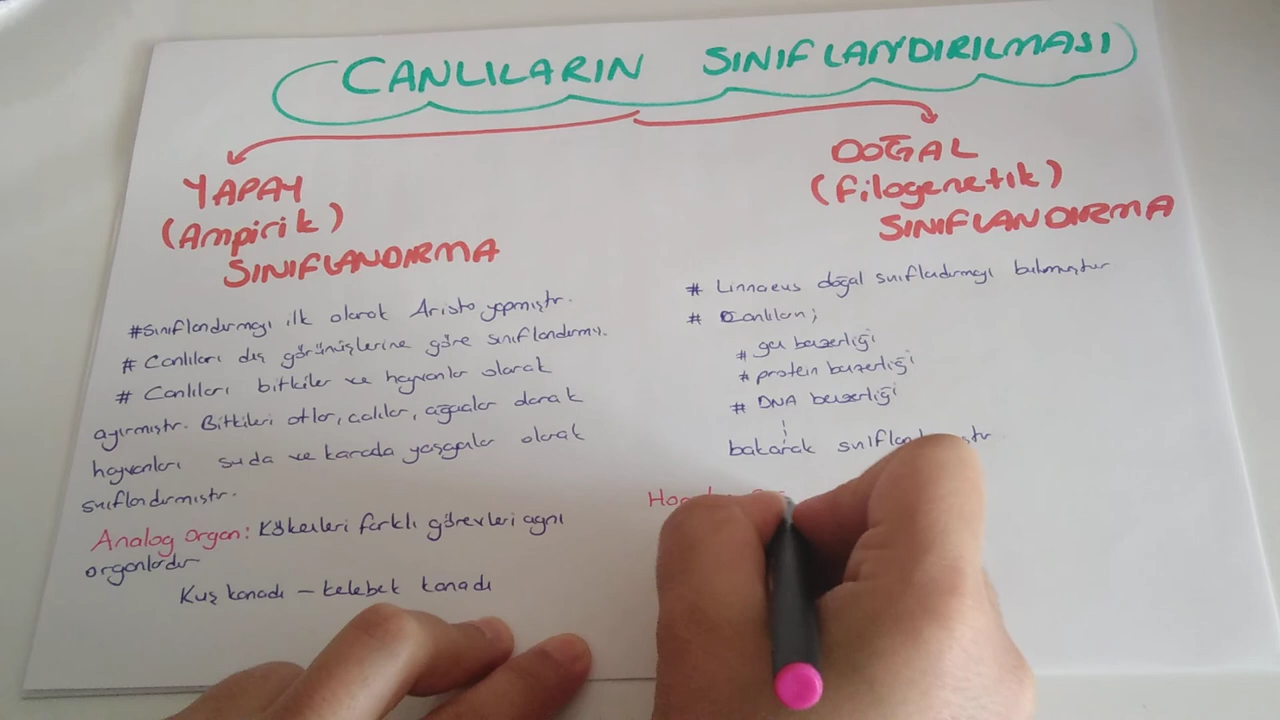 CANLILARIN SINIFLANDIRILMASI
YAPAY
(Ampirik)
SINIFLANDIRMA
#Sınıflandırmayı ilk olarak Aristo yapmıştır.
# Canlıları dış görünüşlerine göre sınıflandırmış.
# Canlıları bitkiler ve hayvanlar olarak
ayırmıştır. Bitkileri otlar, çalılar, ağaçlar olarak
hayvanları suda ve karada yaşayanlar olarak
sınıflandırmıştır.
Analog Organ: Kökenleri farklı görevleri aynı
organlardır
Kuş kanadı - kelebek kanadı
DOĞAL
(Filogenetik)
SINIFLANDIRMA
# Linnaeus doğal sınıflandırmayı bulmuştur
# Canlıları;
# gen benzerliği
# protein benzerliği
# DNA benzerliği
bakarak